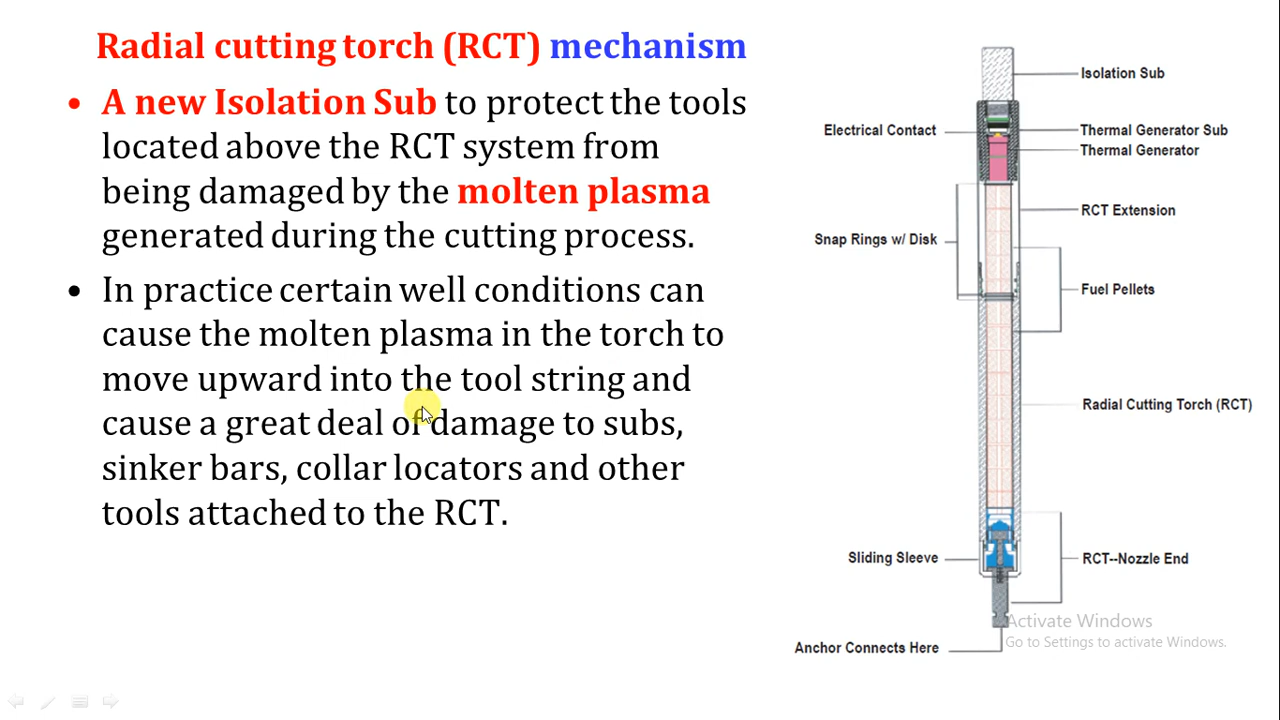 Radial cutting torch (RCT) mechanism
• A new Isolation Sub to protect the tools
located above the RCT system from
being damaged by the molten plasma
generated during the cutting process.
• In practice certain well conditions can
cause the molten plasma in the torch to
move upward into the tool string and
cause a great deal of damage to subs,
sinker bars, collar locators and other
tools attached to the RCT.
Isolation Sub
Electrical Contact
Thermal Generator Sub
Thermal Generator
RCT Extension
Snap Rings w/ Disk
Fuel Pellets
Radial Cutting Torch (RCT)
Sliding Sleeve
RCT--Nozzle End
Anchor Connects Here
Activate Windows
Go to Settings to activate Windows.